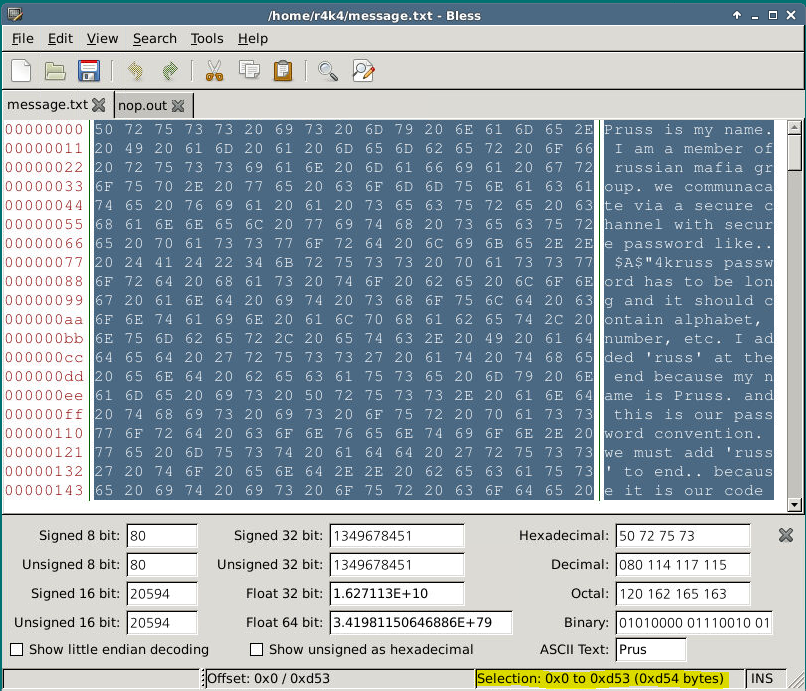 /home/r4k4/message.txt - Bless
File Edit View Search Tools Help
message.txt nop.out
00000000 50 72 75 73 73 20 69 73 20 6D 79 20 6E 61 6D 65 2E Pruss is my name.
00000011 20 49 20 61 6D 20 61 20 6D 65 6D 62 65 72 20 6F 66 I am a member of
00000022 20 72 75 73 73 69 61 6E 20 6D 61 66 69 61 20 67 72 russian mafia gr
00000033 6F 75 70 2E 20 77 65 20 63 6F 6D 6D 75 6E 61 63 61 oup. we communaca
00000044 74 65 20 76 69 61 20 61 20 73 65 63 75 72 65 20 63 te via a secure c
00000055 68 61 6E 6E 65 6C 20 77 69 74 68 20 73 65 63 75 72 hannel with secur
00000066 65 20 70 61 73 73 77 6F 72 64 20 6C 69 6B 65 2E 2E e password like..
00000077 20 24 41 24 22 34 6B 72 75 73 73 20 70 61 73 73 77 $A$"4kruss passw
00000088 6F 72 64 20 68 61 73 20 74 6F 20 62 65 20 6C 6F 6E ord has to be lon
00000099 67 20 61 6E 64 20 69 74 20 73 68 6F 75 6C 64 20 63 g and it should c
000000aa 6F 6E 74 61 69 6E 20 61 6C 70 68 61 62 65 74 2C 20 ontain alphabet,
000000bb 6E 75 6D 62 65 72 2C 20 65 74 63 2E 20 49 20 61 64 number, etc. I ad
000000cc 64 65 64 20 27 72 75 73 73 27 20 61 74 20 74 68 65 ded 'russ' at the
000000dd 20 65 6E 64 20 62 65 63 61 75 73 65 20 6D 79 20 6E end because my n
000000ee 61 6D 65 20 69 73 20 50 72 75 73 73 2E 20 61 6E 64 ame is Pruss. and
000000ff 20 74 68 69 73 20 69 73 20 6F 75 72 20 70 61 73 73 this is our pass
00000110 77 6F 72 64 20 63 6F 6E 76 65 6E 74 69 6F 6E 2E 20 word convention.
00000121 77 65 20 6D 75 73 74 20 61 64 64 20 27 72 75 73 73 we must add 'russ
00000132 27 20 74 6F 20 65 6E 64 2E 2E 20 62 65 63 61 75 73 ' to end.. becaus
00000143 65 20 69 74 20 69 73 20 6F 75 72 20 63 6F 64 65 20 e it is our code
Signed 8 bit: 80 Signed 32 bit: 1349678451 Hexadecimal: 50 72 75 73
Unsigned 8 bit: 80 Unsigned 32 bit: 1349678451 Decimal: 080 114 117 115
Signed 16 bit: 20594 Float 32 bit: 1.627113E+10 Octal: 120 162 165 163
Unsigned 16 bit: 20594 Float 64 bit: 3.41981150646886E+79 Binary: 01010000 01110010 01
Show little endian decoding Show unsigned as hexadecimal ASCII Text: Prus
Offset: 0x0 / 0xd53 Selection: 0x0 to 0xd53 (0xd54 bytes) INS